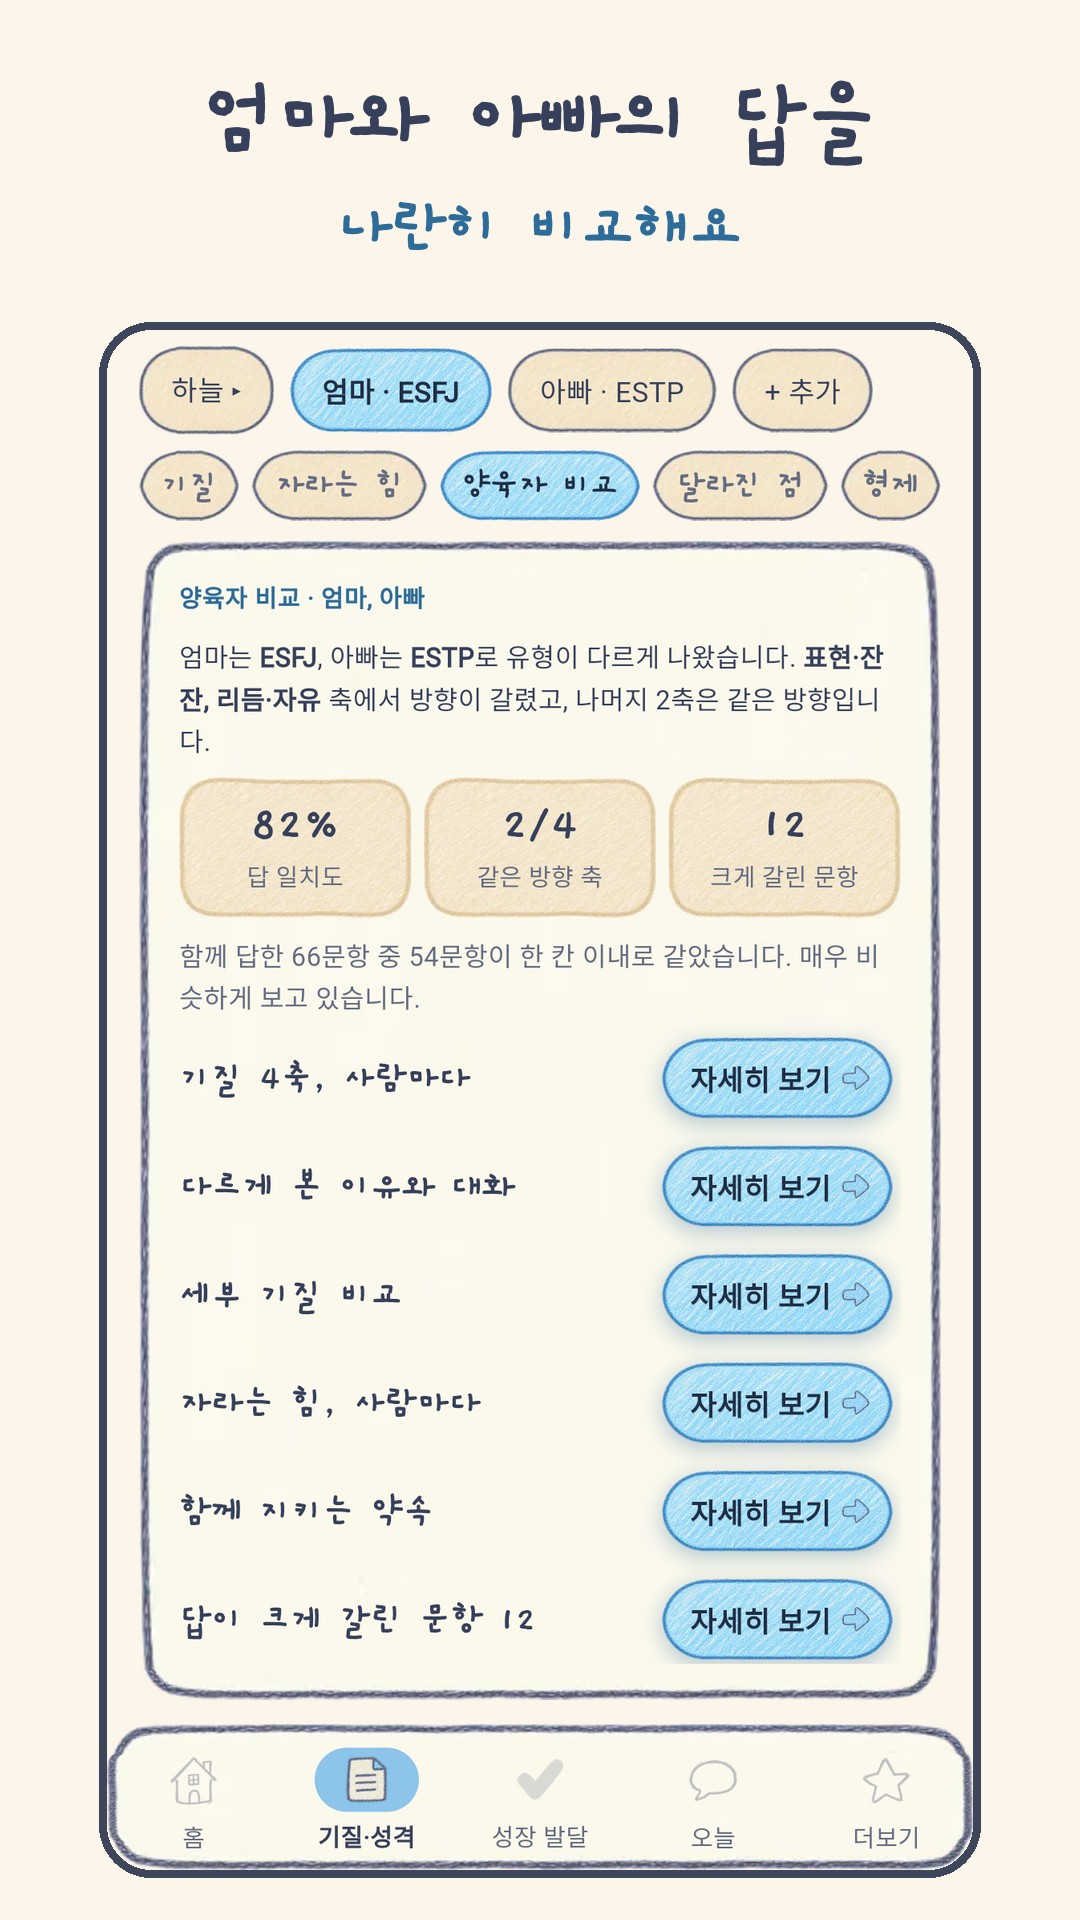 엄마와 아빠의 답을
나란히 비교해요
하늘 ▸ 엄마 · ESFJ 아빠 · ESTP + 추가
기질 자라는 힘 양육자 비교 달라진 점 형제
양육자 비교 · 엄마, 아빠
엄마는 ESFJ, 아빠는 ESTP로 유형이 다르게 나왔습니다. 표현·잔
잔, 리듬·자유 축에서 방향이 갈렸고, 나머지 2축은 같은 방향입니
다.
82% 2/4 12
답 일치도 같은 방향 축 크게 갈린 문항
함께 답한 66문항 중 54문항이 한 칸 이내로 같았습니다. 매우 비
슷하게 보고 있습니다.
기질 4축, 사람마다 자세히 보기
다르게 본 이유와 대화 자세히 보기
세부 기질 비교 자세히 보기
자라는 힘, 사람마다 자세히 보기
함께 지키는 약속 자세히 보기
답이 크게 갈린 문항 12 자세히 보기
홈 기질·성격 성장 발달 오늘 더보기